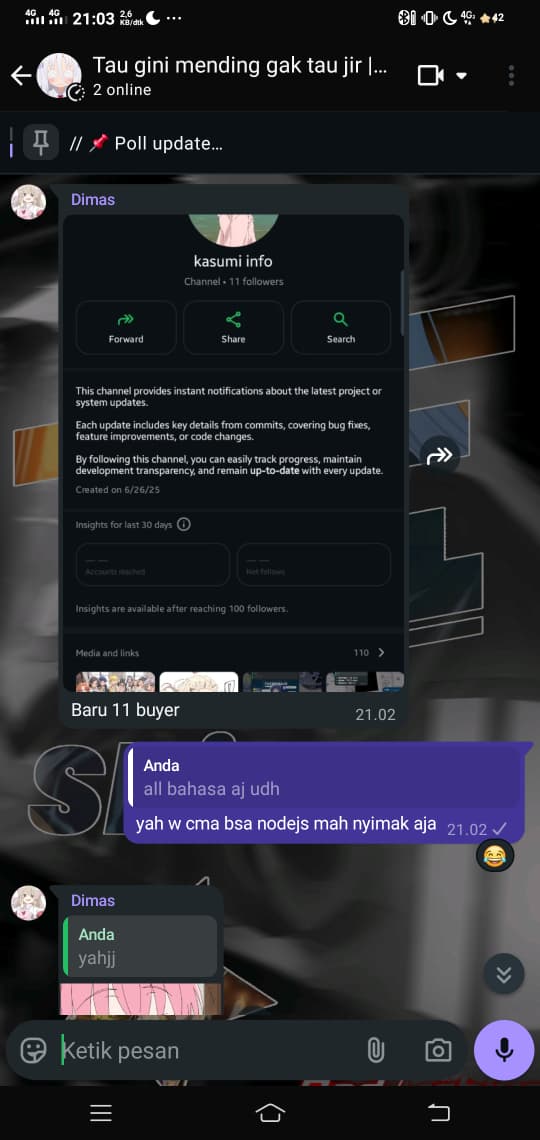 4G 4G 21:03 2,6 KB/dtk ... 4G 42
Tau gini mending gak tau jir |...
2 online
// 📌 Poll update...
Dimas
kasumi info
Channel • 11 followers
Forward Share Search
This channel provides instant notifications about the latest project or
system updates.
Each update includes key details from commits, covering bug fixes,
feature improvements, or code changes.
By following this channel, you can easily track progress, maintain
development transparency, and remain up-to-date with every update.
Created on 6/26/25
Insights for last 30 days
Accounts reached Net follows
Insights are available after reaching 100 followers.
Media and links 110
Baru 11 buyer 21.02
Anda
all bahasa aj udh
yah w cma bsa nodejs mah nyimak aja 21.02
😂
Dimas
Anda
yahjj
Ketik pesan